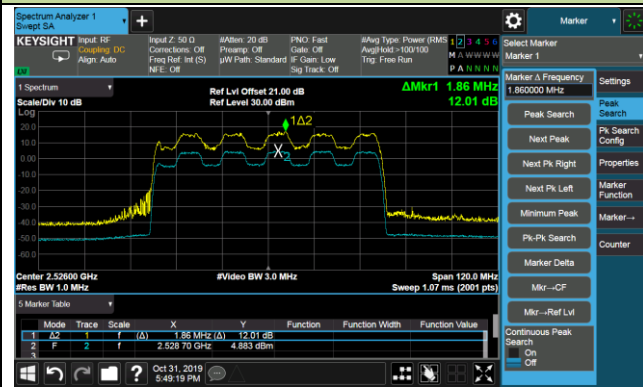 Spectrum Analyzer 1
Swept SA
+
Marker
KEYSIGHT
Input: RF
Coupling: DC
Align: Auto
Input Z: 50 Ω
Corrections: Off
Freq Ref: Int (S)
NFE: Off
#Atten: 20 dB
Preamp: Off
µW Path: Standard
PNO: Fast
Gate: Off
IF Gain: Low
Sig Track: Off
#Avg Type: Power (RMS
Avg|Hold:>100/100
Trig: Free Run
1 2 3 4 5 6
M A W W W W
P A N N N N
Select Marker
Marker 1
1 Spectrum
Scale/Div 10 dB
Log
Ref Lvl Offset 21.00 dB
Ref Level 30.00 dBm
ΔMkr1 1.86 MHz
12.01 dB
20.0
10.0
0.00
-10.0
-20.0
-30.0
-40.0
-50.0
-60.0
1Δ2
X2
Center 2.52600 GHz
#Res BW 1.0 MHz
#Video BW 3.0 MHz
Span 120.0 MHz
Sweep 1.07 ms (2001 pts)
5 Marker Table
Mode Trace Scale X Y Function Function Width Function Value
1 Δ2 1 f (Δ) 1.86 MHz (Δ) 12.01 dB
2 F 2 f 2.528 70 GHz 4.883 dBm
3
Marker Δ Frequency
1.860000 MHz
Peak Search
Next Peak
Next Pk Right
Next Pk Left
Minimum Peak
Pk-Pk Search
Marker Delta
Mkr→CF
Mkr→Ref Lvl
Continuous Peak
Search
On
Off
Settings
Peak
Search
Pk Search
Config
Properties
Marker
Function
Marker→
Counter
?
Oct 31, 2019
5:49:19 PM